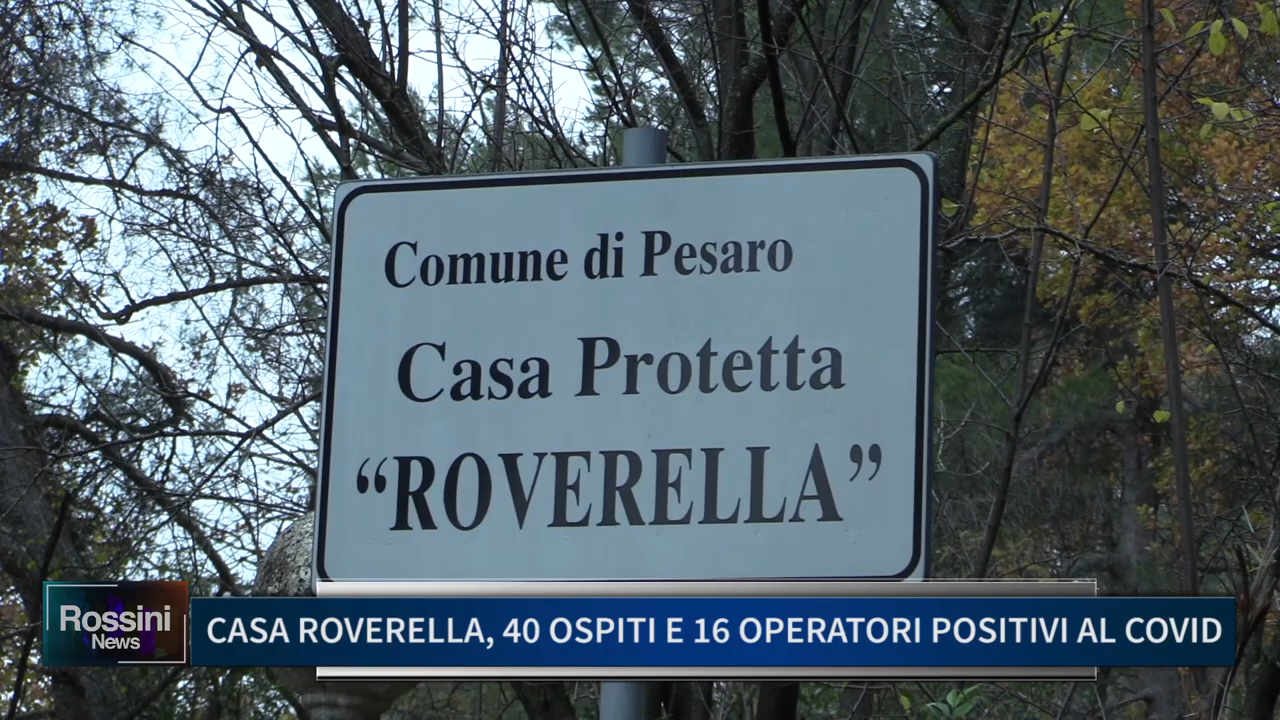 Comune di Pesaro
Casa Protetta
“ROVERELLA”
Rossini
News
CASA ROVERELLA, 40 OSPITI E 16 OPERATORI POSITIVI AL COVID